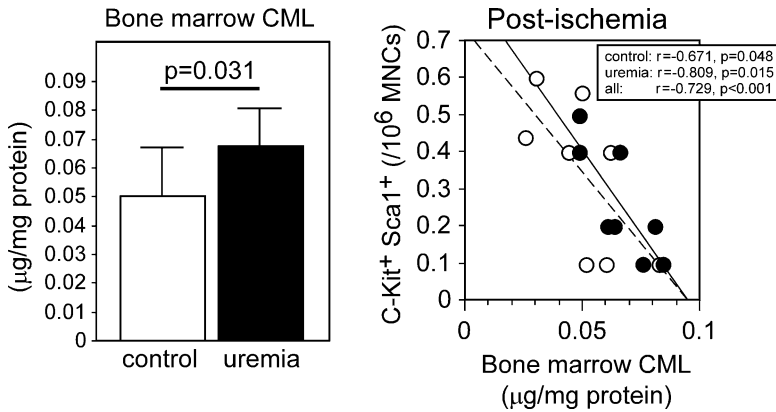 Bone marrow CML
(μg/mg protein)
0.09
0.08
0.07
0.06
0.05
0.04
0.03
0.02
0.01
0
p=0.031
control uremia
Post-ischemia
C-Kit⁺ Sca1⁺ (/10⁶ MNCs)
0.7
0.6
0.5
0.4
0.3
0.2
0.1
0
control: r=-0.671, p=0.048
uremia: r=-0.809, p=0.015
all: r=-0.729, p<0.001
0 0.05 0.1
Bone marrow CML
(μg/mg protein)